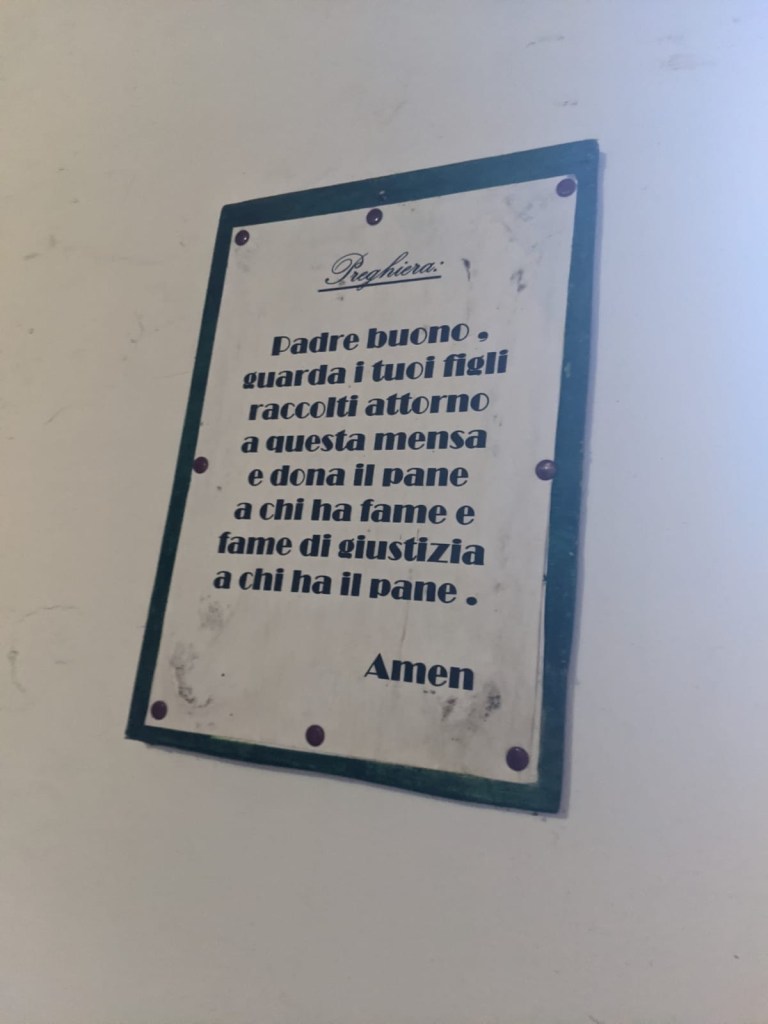 Preghiera:
Padre buono ,
guarda i tuoi figli
raccolti attorno
a questa mensa
e dona il pane
a chi ha fame e
fame di giustizia
a chi ha il pane .
Amen